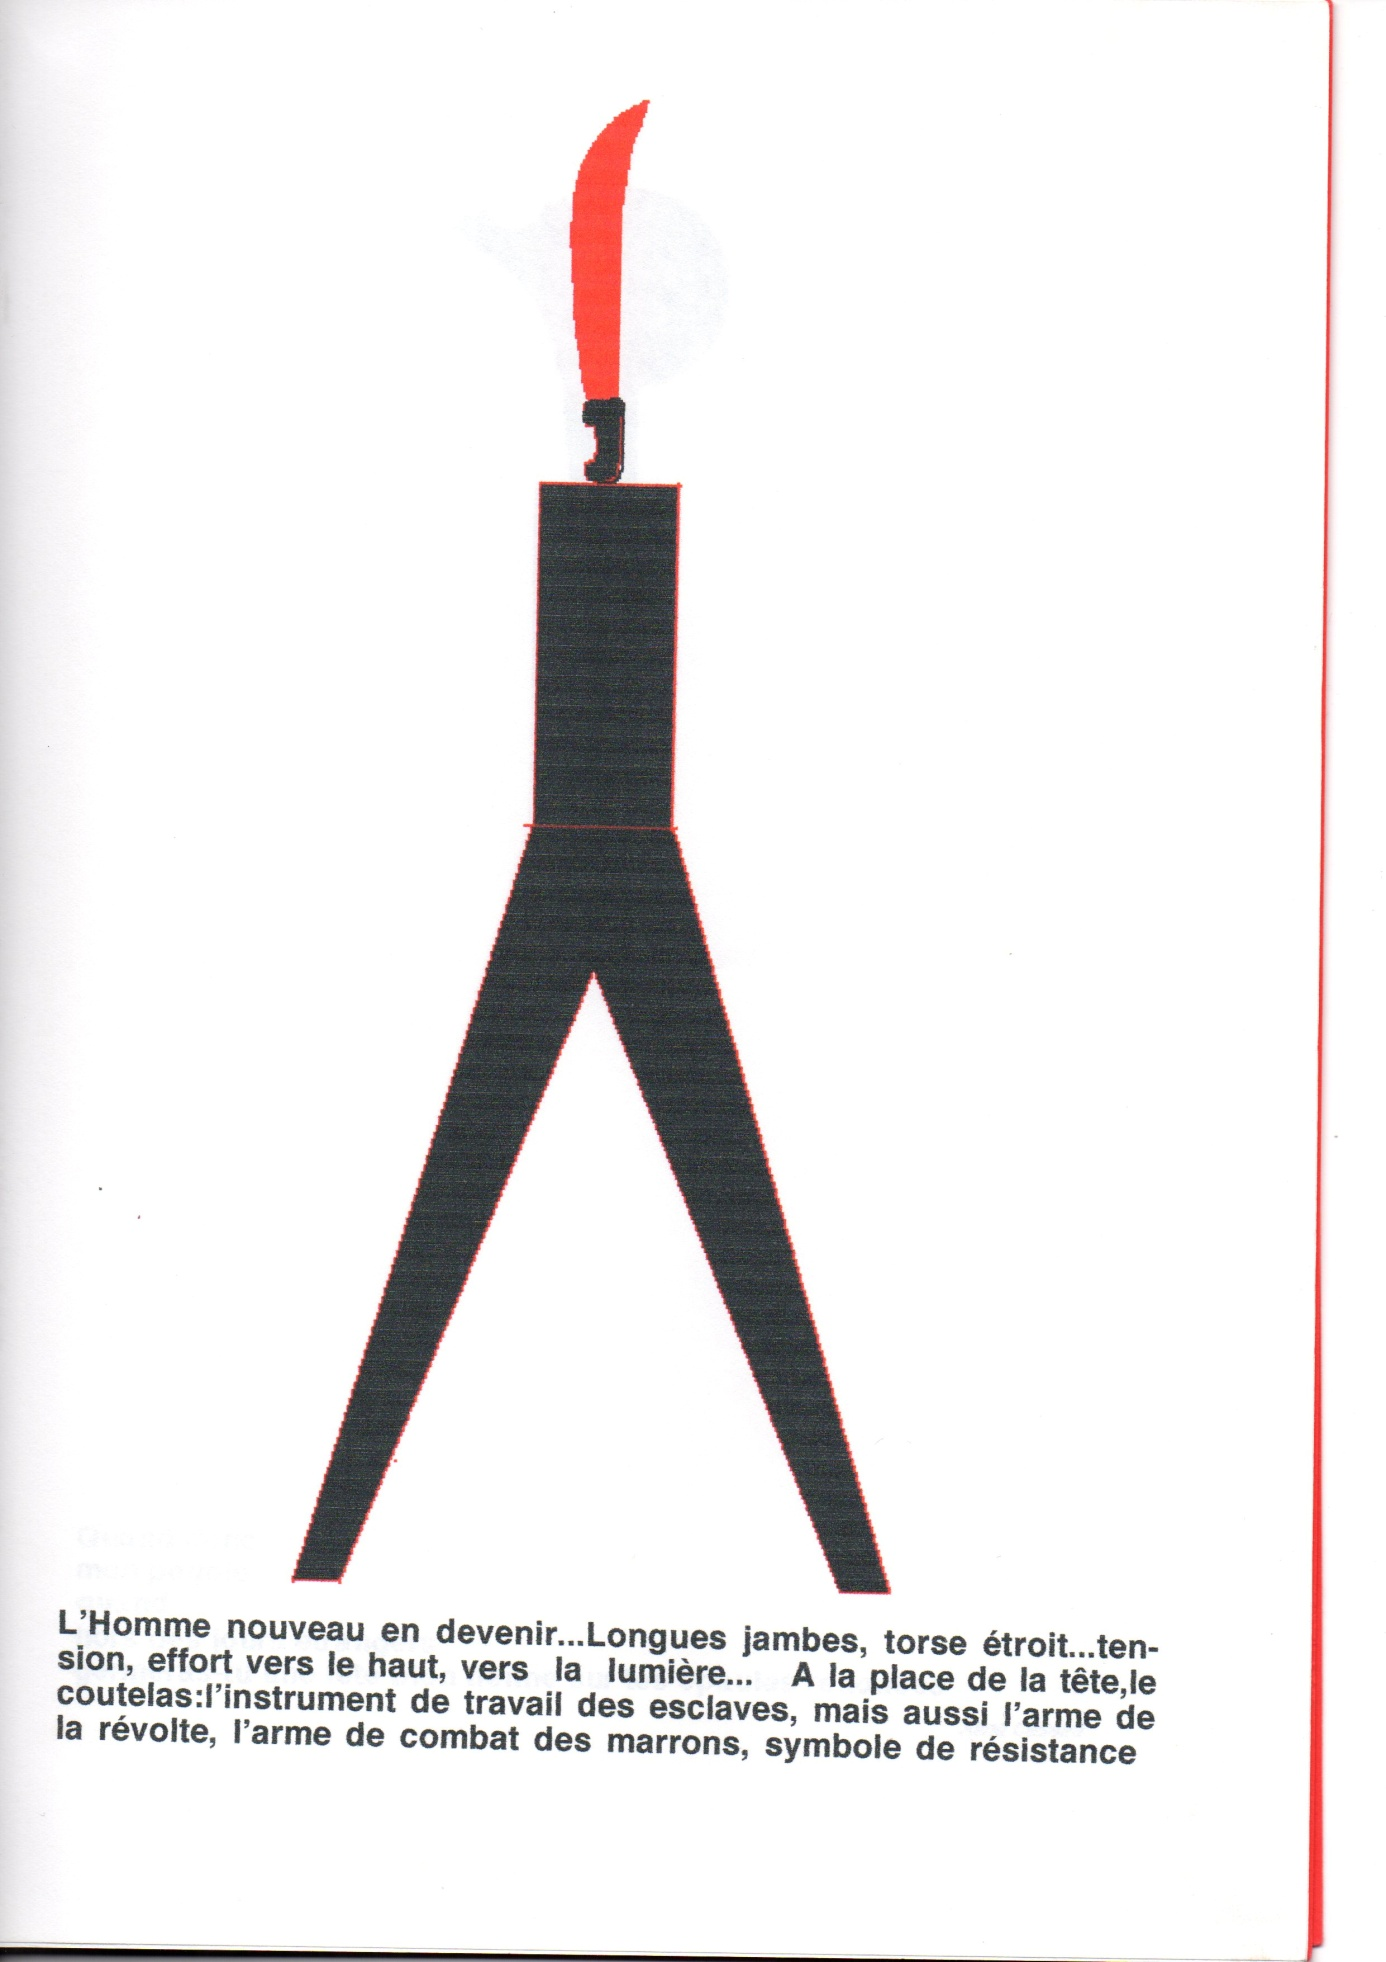 L'Homme nouveau en devenir...Longues jambes, torse étroit...ten-
sion, effort vers le haut, vers la lumière... A la place de la tête,le
coutelas:l'instrument de travail des esclaves, mais aussi l'arme de
la révolte, l'arme de combat des marrons, symbole de résistance